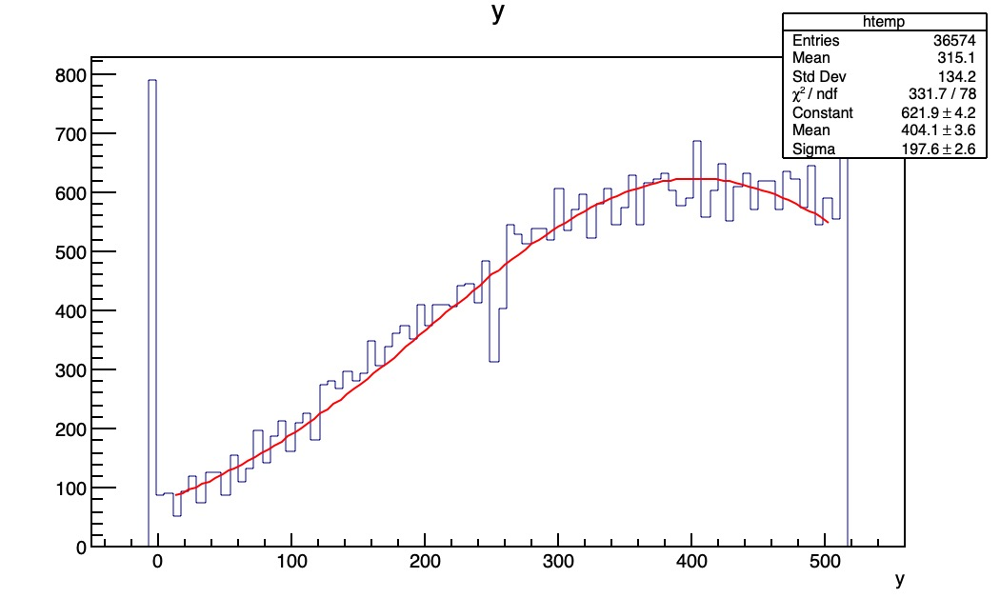 y
htemp
Entries 36574
Mean 315.1
Std Dev 134.2
χ² / ndf 331.7 / 78
Constant 621.9 ± 4.2
Mean 404.1 ± 3.6
Sigma 197.6 ± 2.6
800
700
600
500
400
300
200
100
0
0 100 200 300 400 500
y